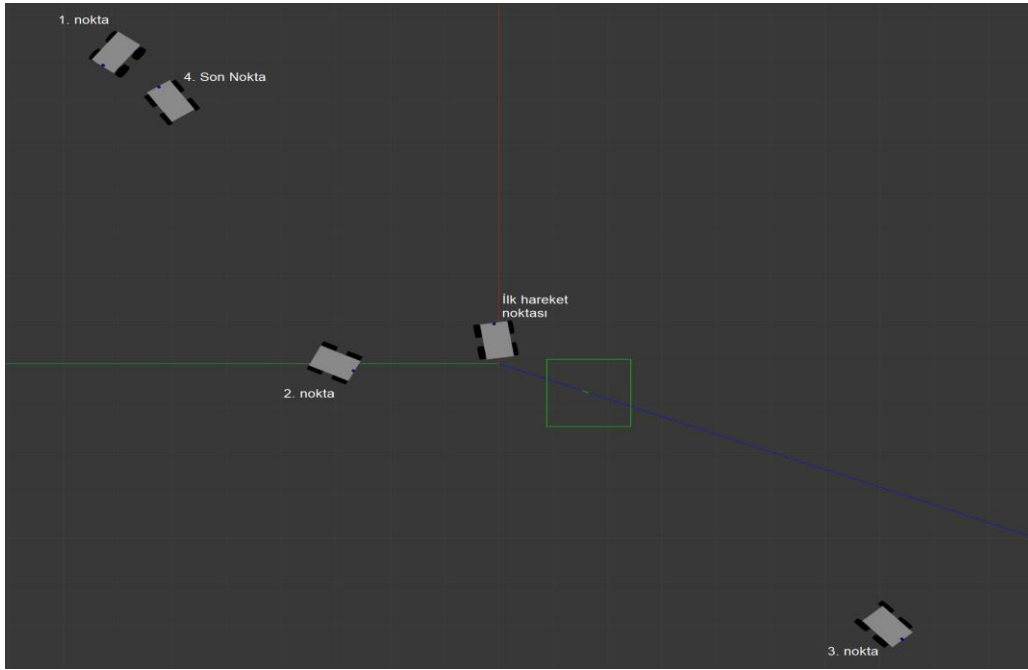 1. nokta
4. Son Nokta
İlk hareket
noktası
2. nokta
3. nokta